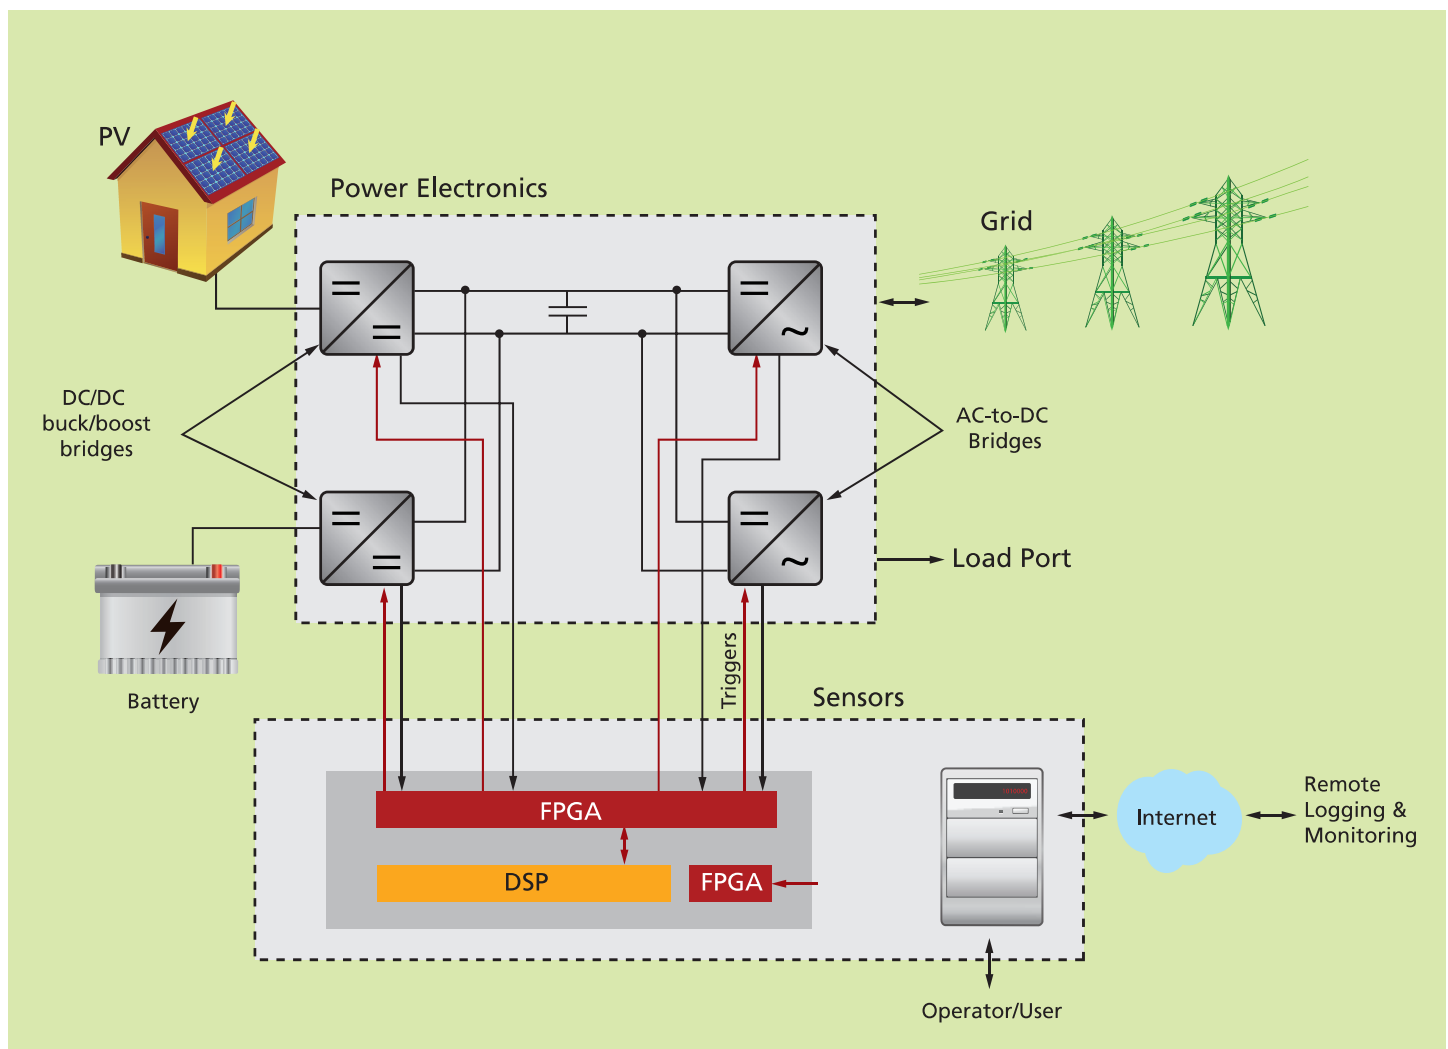 PV
Power Electronics
Grid
DC/DC
buck/boost
bridges
AC-to-DC
Bridges
Load Port
Battery
Triggers
Sensors
FPGA
DSP
FPGA
Internet
Remote
Logging &
Monitoring
Operator/User